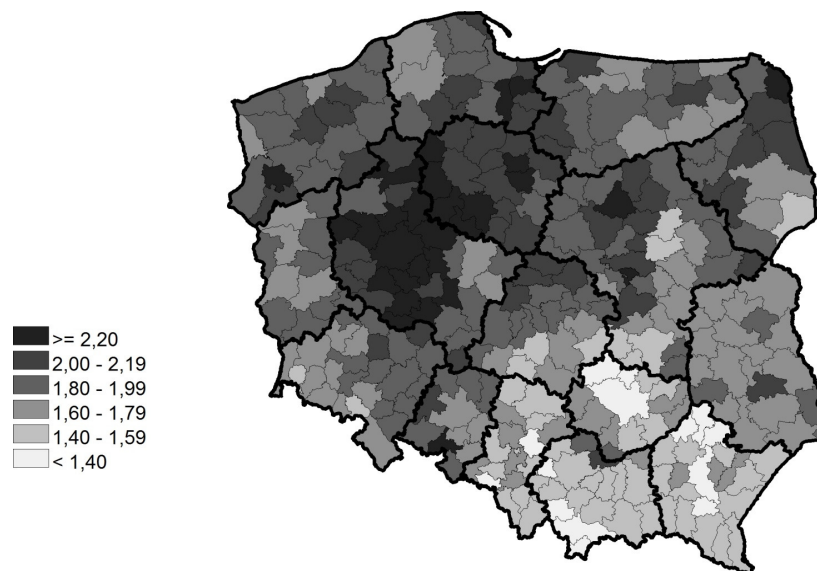 >= 2,20
2,00 - 2,19
1,80 - 1,99
1,60 - 1,79
1,40 - 1,59
< 1,40